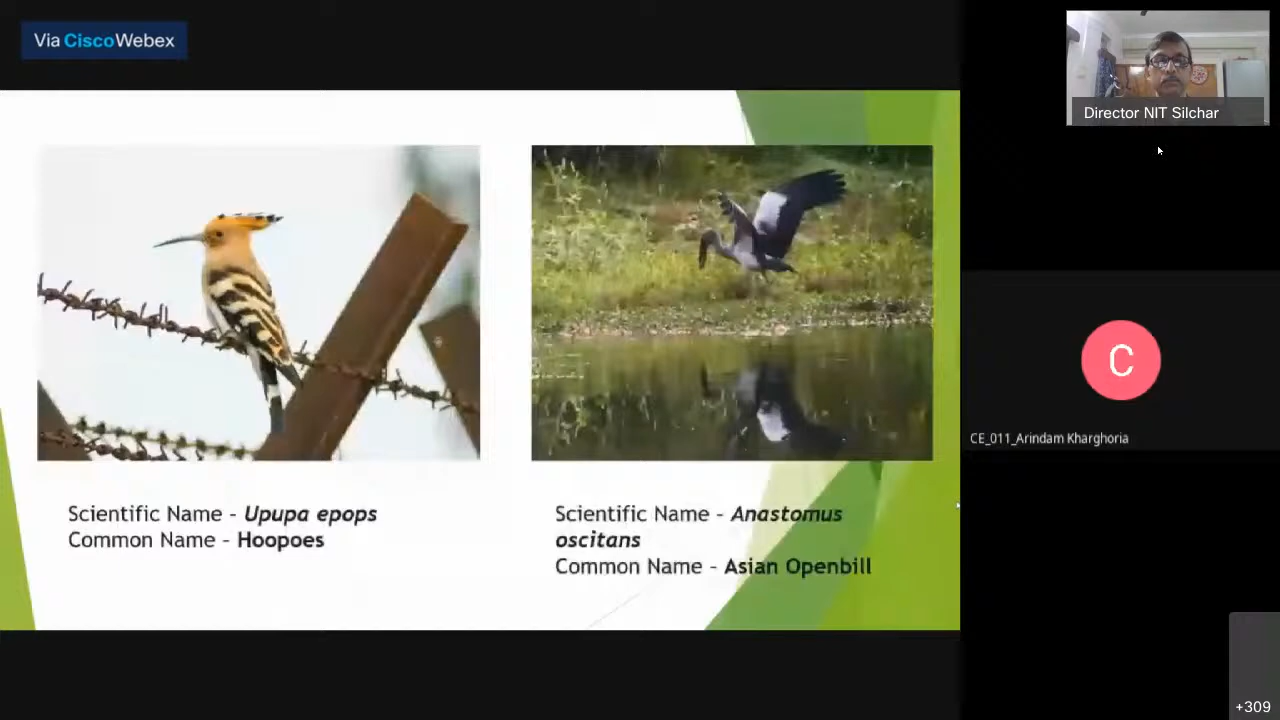 Via CiscoWebex
Director NIT Silchar
Scientific Name - Upupa epops
Common Name - Hoopoes
Scientific Name - Anastomus
oscitans
Common Name - Asian Openbill
C
CE_011_Arindam Kharghoria
+309